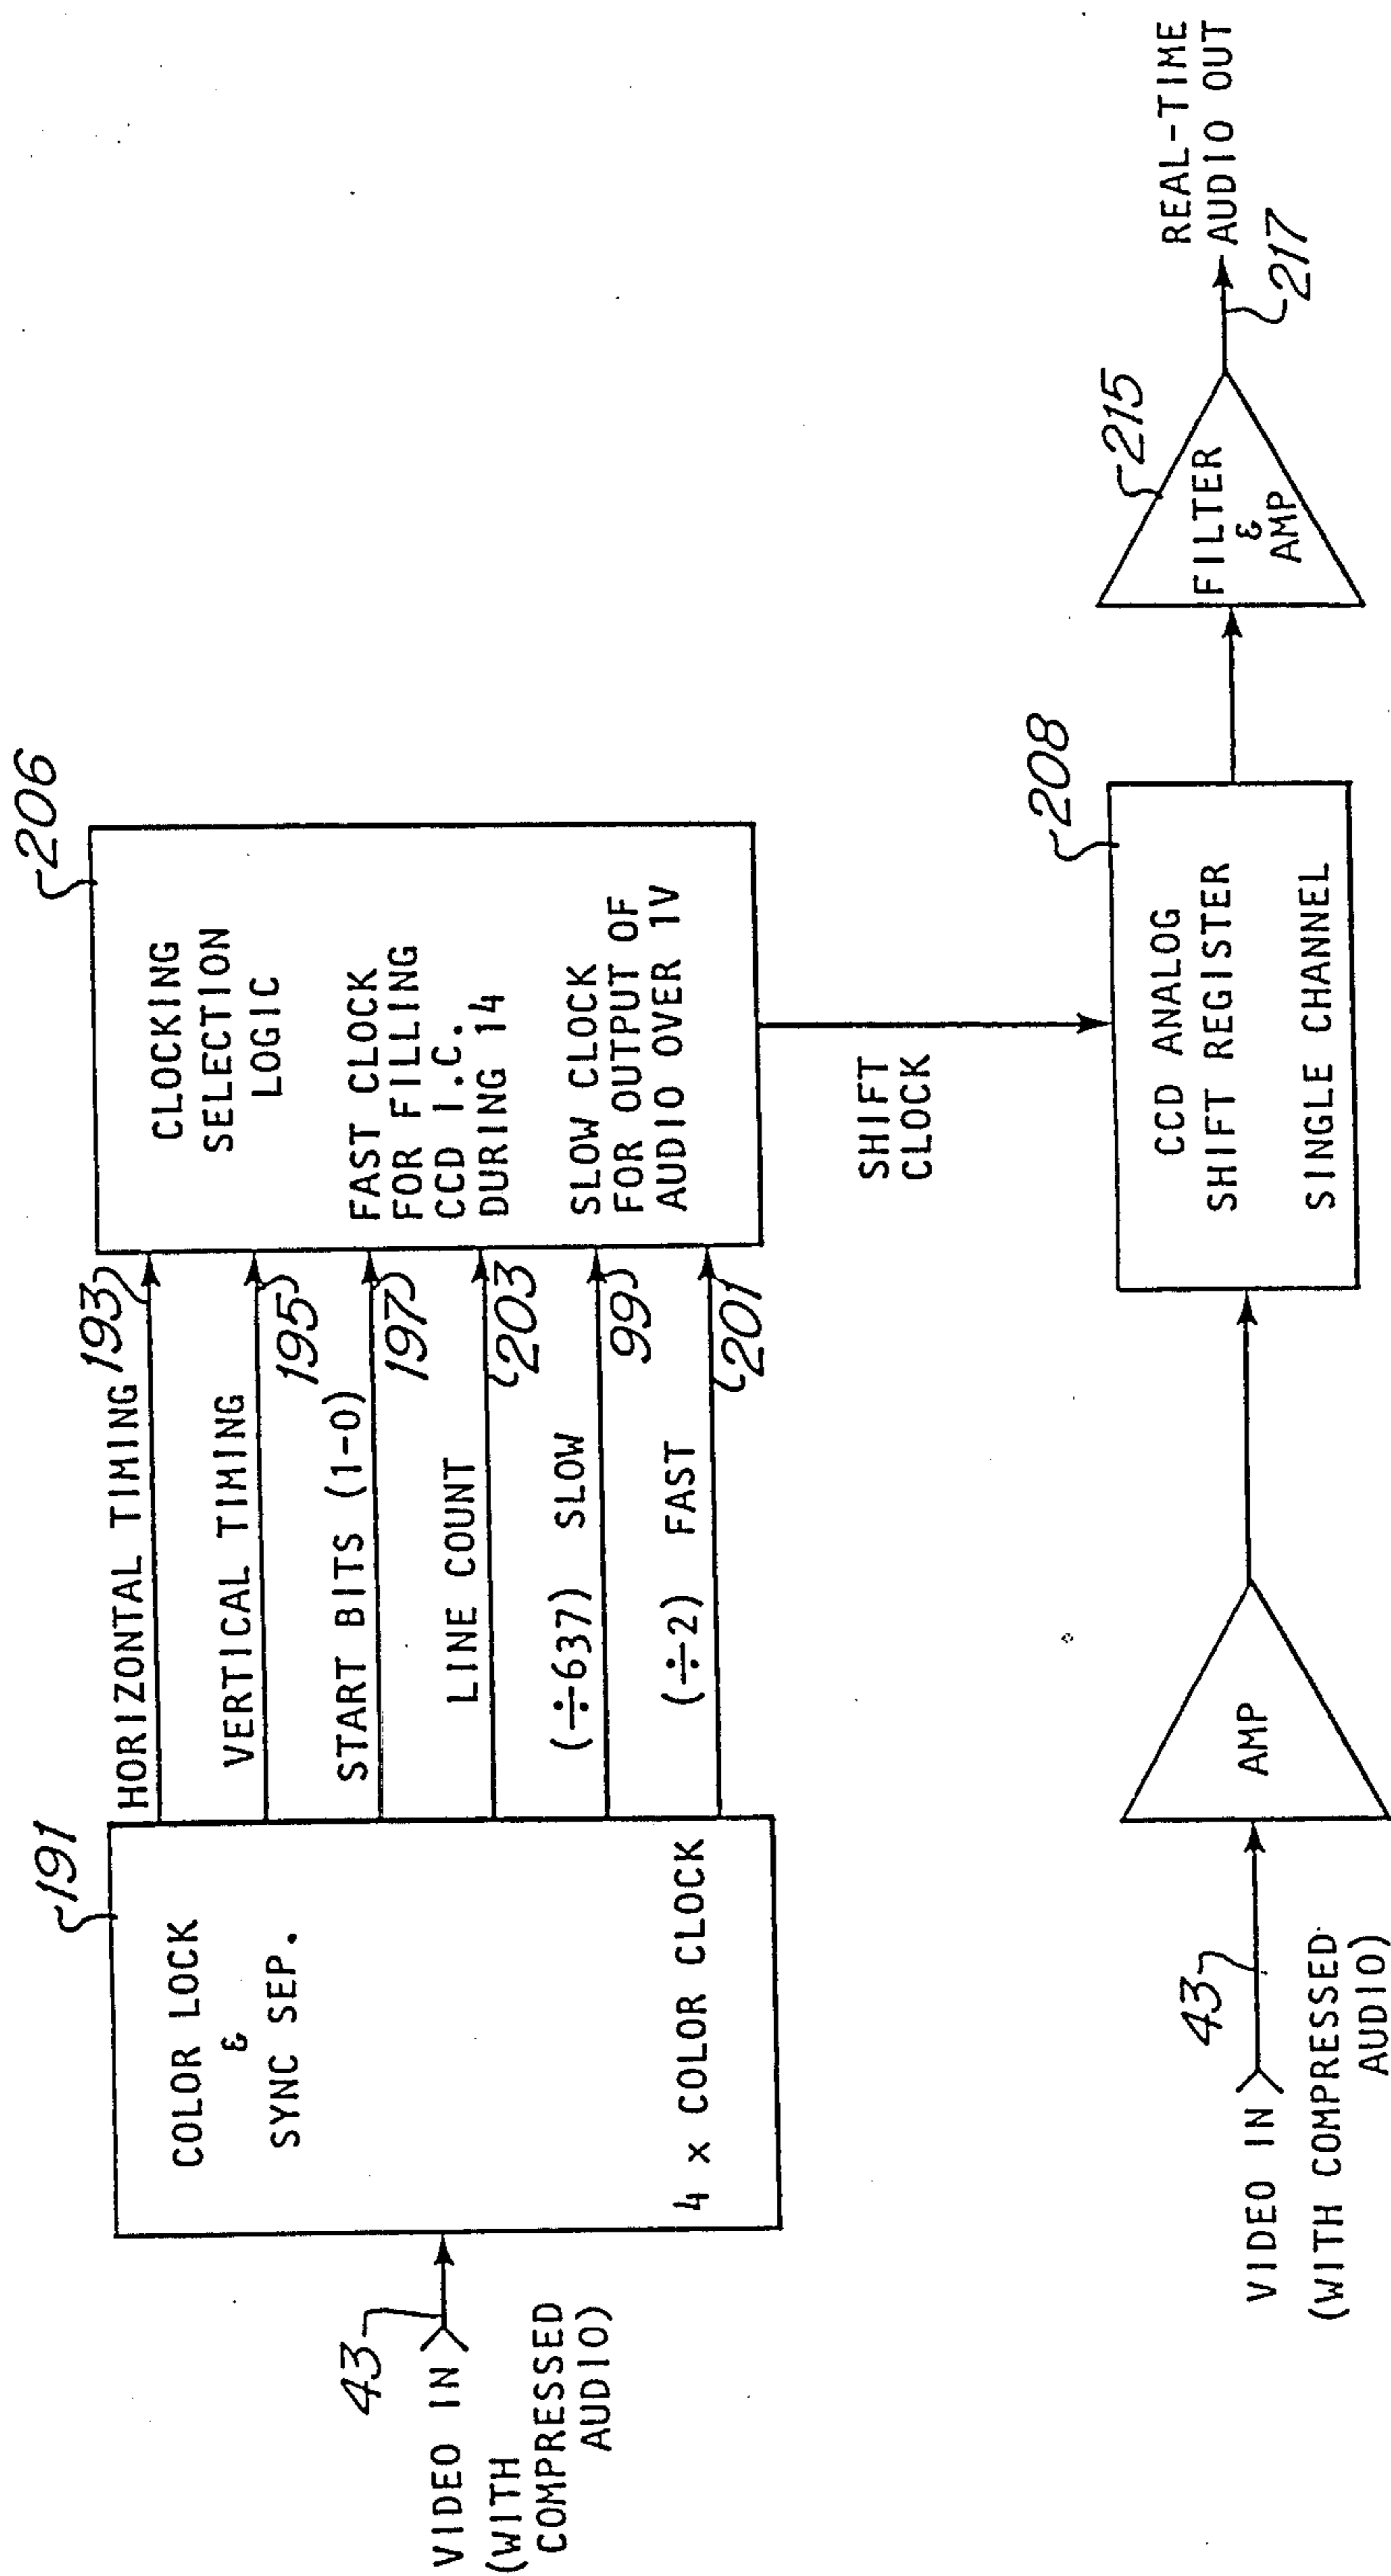 191
COLOR LOCK
&
SYNC SEP.
4 x COLOR CLOCK
43
VIDEO IN
(WITH
COMPRESSED
AUDIO)
HORIZONTAL TIMING
193
VERTICAL TIMING
195
START BITS (1-0)
197
LINE COUNT
203
(÷637) SLOW
99
(÷2) FAST
201
206
CLOCKING
SELECTION
LOGIC
FAST CLOCK
FOR FILLING
CCD I.C.
DURING 14
SLOW CLOCK
FOR OUTPUT OF
AUDIO OVER 1V
SHIFT
CLOCK
43
VIDEO IN
(WITH COMPRESSED
AUDIO)
AMP
208
CCD ANALOG
SHIFT REGISTER
SINGLE CHANNEL
215
FILTER
&
AMP
REAL-TIME
AUDIO OUT
217